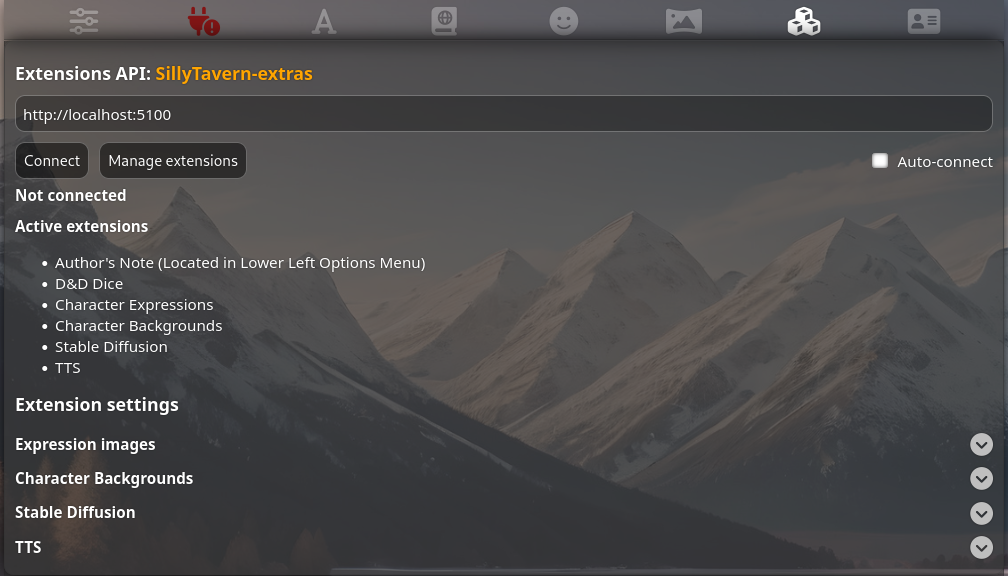 Extensions API: SillyTavern-extras
http://localhost:5100
Connect Manage extensions Auto-connect
Not connected
Active extensions
• Author's Note (Located in Lower Left Options Menu)
• D&D Dice
• Character Expressions
• Character Backgrounds
• Stable Diffusion
• TTS
Extension settings
Expression images
Character Backgrounds
Stable Diffusion
TTS